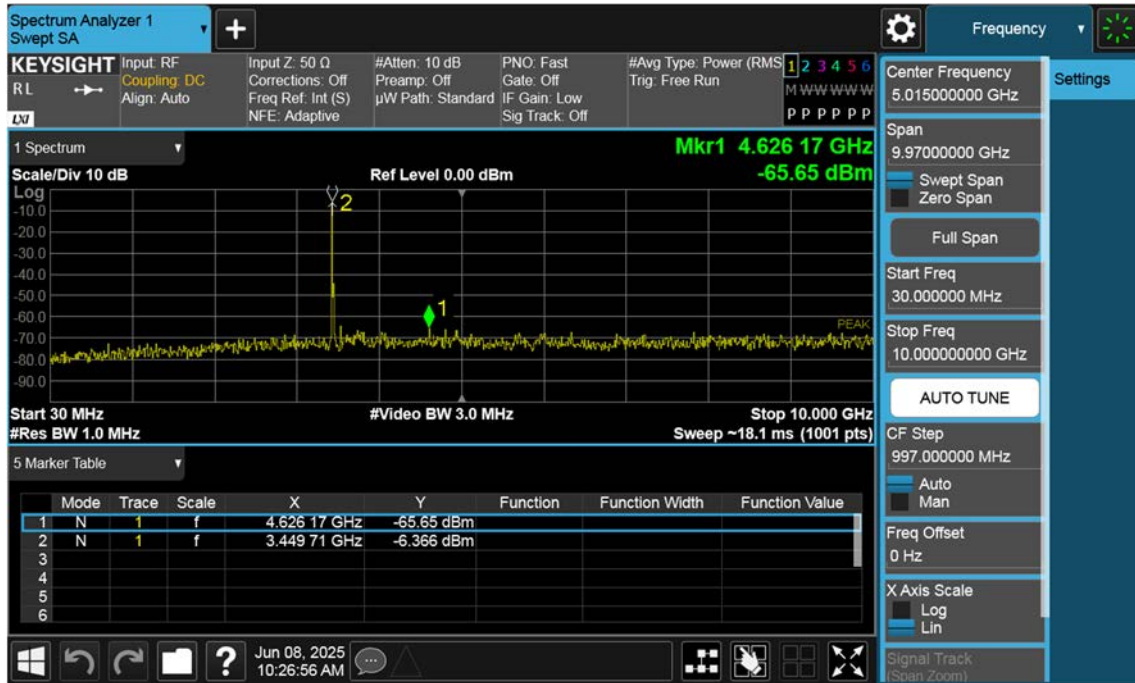 Spectrum Analyzer 1
Swept SA
Frequency
KEYSIGHT
RL
LXI
Input: RF
Coupling: DC
Align: Auto
Input Z: 50 Ω
Corrections: Off
Freq Ref: Int (S)
NFE: Adaptive
#Atten: 10 dB
Preamp: Off
µW Path: Standard
PNO: Fast
Gate: Off
IF Gain: Low
Sig Track: Off
#Avg Type: Power (RMS
Trig: Free Run
1 2 3 4 5 6
M W W W W W
P P P P P P
1 Spectrum
Mkr1 4.626 17 GHz
Scale/Div 10 dB
Ref Level 0.00 dBm
-65.65 dBm
Log
2
-10.0
-20.0
-30.0
-40.0
-50.0
1
-60.0
PEAK
-70.0
-80.0
-90.0
Start 30 MHz
#Video BW 3.0 MHz
Stop 10.000 GHz
#Res BW 1.0 MHz
Sweep ~18.1 ms (1001 pts)
5 Marker Table
Mode Trace Scale X Y Function Function Width Function Value
1 N 1 f 4.626 17 GHz -65.65 dBm
2 N 1 f 3.449 71 GHz -6.366 dBm
3
4
5
6
?
Jun 08, 2025
10:26:56 AM
Center Frequency
5.015000000 GHz
Settings
Span
9.97000000 GHz
Swept Span
Zero Span
Full Span
Start Freq
30.000000 MHz
Stop Freq
10.000000000 GHz
AUTO TUNE
CF Step
997.000000 MHz
Auto
Man
Freq Offset
0 Hz
X Axis Scale
Log
Lin
Signal Track
(Span Zoom)